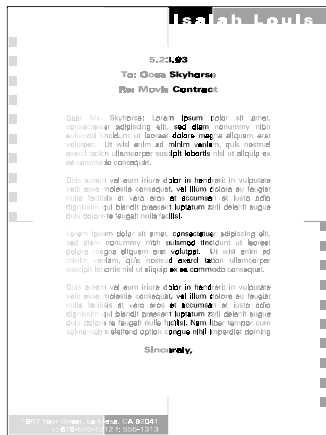 Isaiah Louis
5.23.93
To: Ocea Skyhorse
Re: Movie Contract
Dear Ms. Skyhorse: Lorem ipsum dolor sit amet,
consectetuer adipiscing elit, sed diam nonummy nibh
euismod tincidunt ut laoreet dolore magna aliquam erat
volutpat. Ut wisi enim ad minim veniam, quis nostrud
exerci tation ullamcorper suscipit lobortis nisl ut aliquip ex
ea commodo consequat.
Duis autem vel eum iriure dolor in hendrerit in vulputate
velit esse molestie consequat, vel illum dolore eu feugiat
nulla facilisis at vero eros et accumsan et iusto odio
dignissim qui blandit praesent luptatum zzril delenit augue
duis dolore te feugait nulla facilisi.
Lorem ipsum dolor sit amet, consectetuer adipiscing elit,
sed diam nonummy nibh euismod tincidunt ut laoreet
dolore magna aliquam erat volutpat. Ut wisi enim ad
minim veniam, quis nostrud exerci tation ullamcorper
suscipit lobortis nisl ut aliquip ex ea commodo consequat.
Duis autem vel eum iriure dolor in hendrerit in vulputate
velit esse molestie consequat, vel illum dolore eu feugiat
nulla facilisis at vero eros et accumsan et iusto odio
dignissim qui blandit praesent luptatum zzril delenit augue
duis dolore te feugait nulla facilisi. Nam liber tempor cum
soluta nobis eleifend option congue nihil imperdiet doming
Sincerely,
Your Street, La Mesa, CA 92041